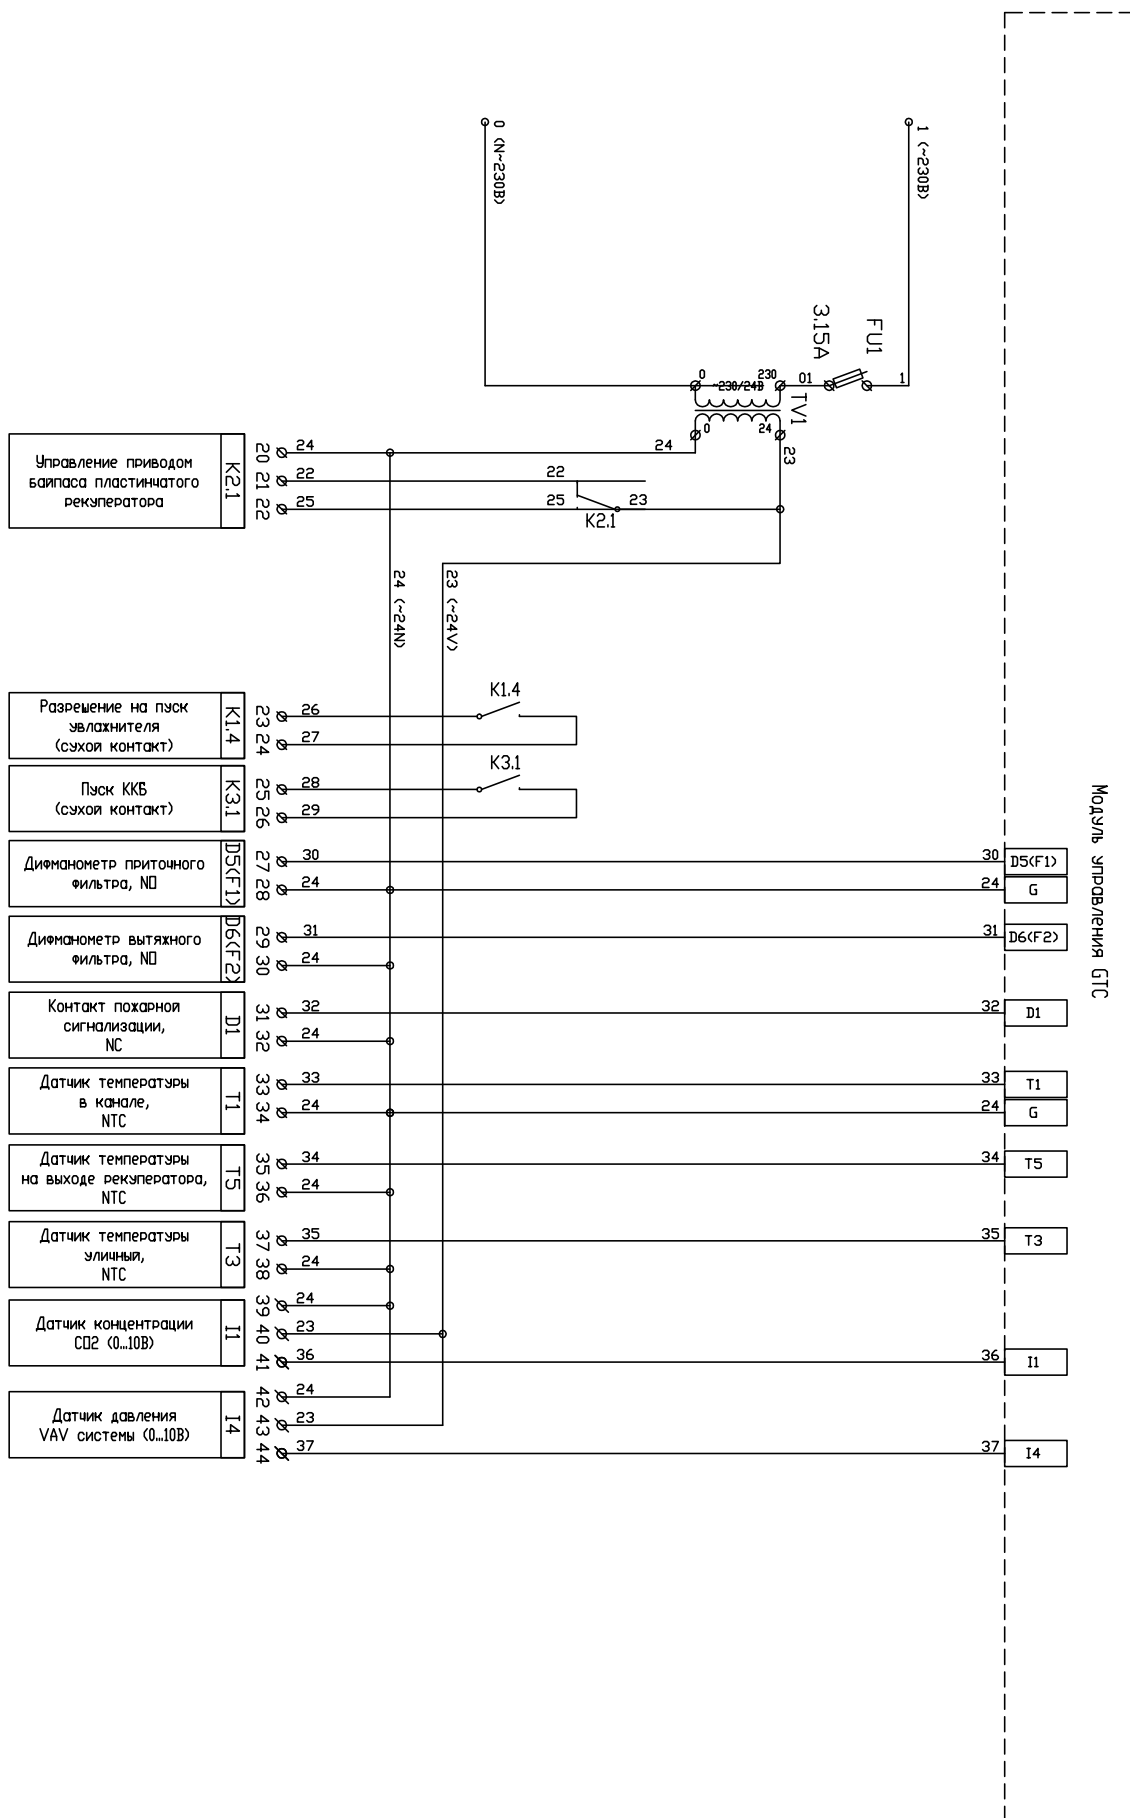 0 (N~230В)
1 (~230В)
FU1
3.15А
1
01
230
0
~230/24В
TV1
0
24
24
23
Управление приводом
байпаса пластинчатого
рекуператора
K2.1
20
24
21
22
22
22
25
25
23
K2.1
24 (~24N)
23 (~24V)
Разрешение на пуск
увлажнителя
(сухой контакт)
K1.4
23
26
24
27
K1.4
Пуск ККБ
(сухой контакт)
K3.1
25
28
26
29
K3.1
Модуль управления GTC
Дифманометр приточного
фильтра, NO
D5(F1)
27
30
28
24
30
D5(F1)
24
G
Дифманометр вытяжного
фильтра, NO
D6(F2)
29
31
30
24
31
D6(F2)
Контакт пожарной
сигнализации,
NC
D1
31
32
32
24
32
D1
Датчик температуры
в канале,
NTC
T1
33
33
34
24
33
T1
24
G
Датчик температуры
на выходе рекуператора,
NTC
T5
35
34
36
24
34
T5
Датчик температуры
уличный,
NTC
T3
37
35
38
24
35
T3
Датчик концентрации
СО2 (0...10В)
I1
39
24
40
23
41
36
36
I1
Датчик давления
VAV системы (0...10В)
I4
42
24
43
23
44
37
37
I4